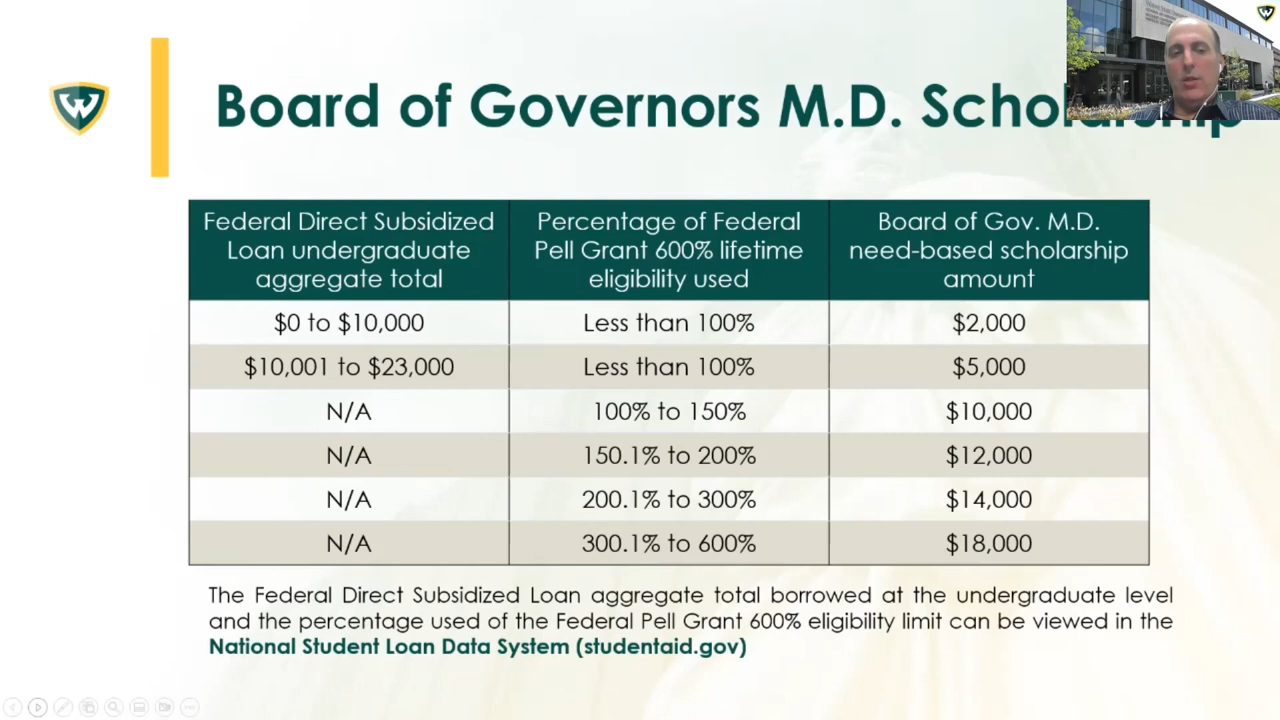 Board of Governors M.D. Scholarship
Federal Direct Subsidized
Loan undergraduate
aggregate total
Percentage of Federal
Pell Grant 600% lifetime
eligibility used
Board of Gov. M.D.
need-based scholarship
amount
$0 to $10,000 Less than 100% $2,000
$10,001 to $23,000 Less than 100% $5,000
N/A 100% to 150% $10,000
N/A 150.1% to 200% $12,000
N/A 200.1% to 300% $14,000
N/A 300.1% to 600% $18,000
The Federal Direct Subsidized Loan aggregate total borrowed at the undergraduate level
and the percentage used of the Federal Pell Grant 600% eligibility limit can be viewed in the
National Student Loan Data System (studentaid.gov)